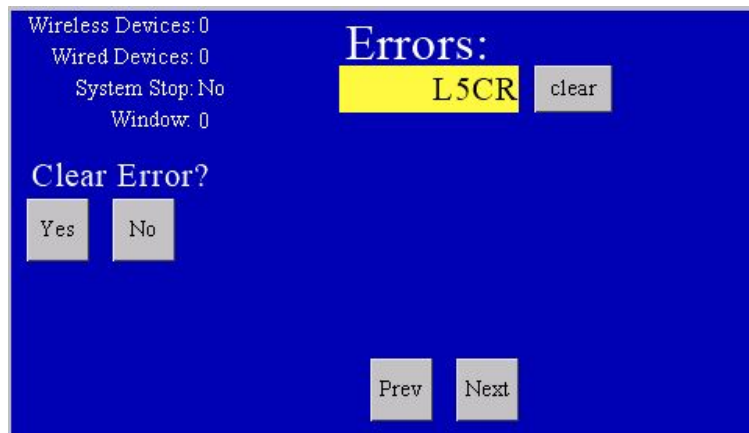 Wireless Devices: 0
Wired Devices: 0
System Stop: No
Window: 0
Errors:
L5CR
clear
Clear Error?
Yes
No
Prev
Next